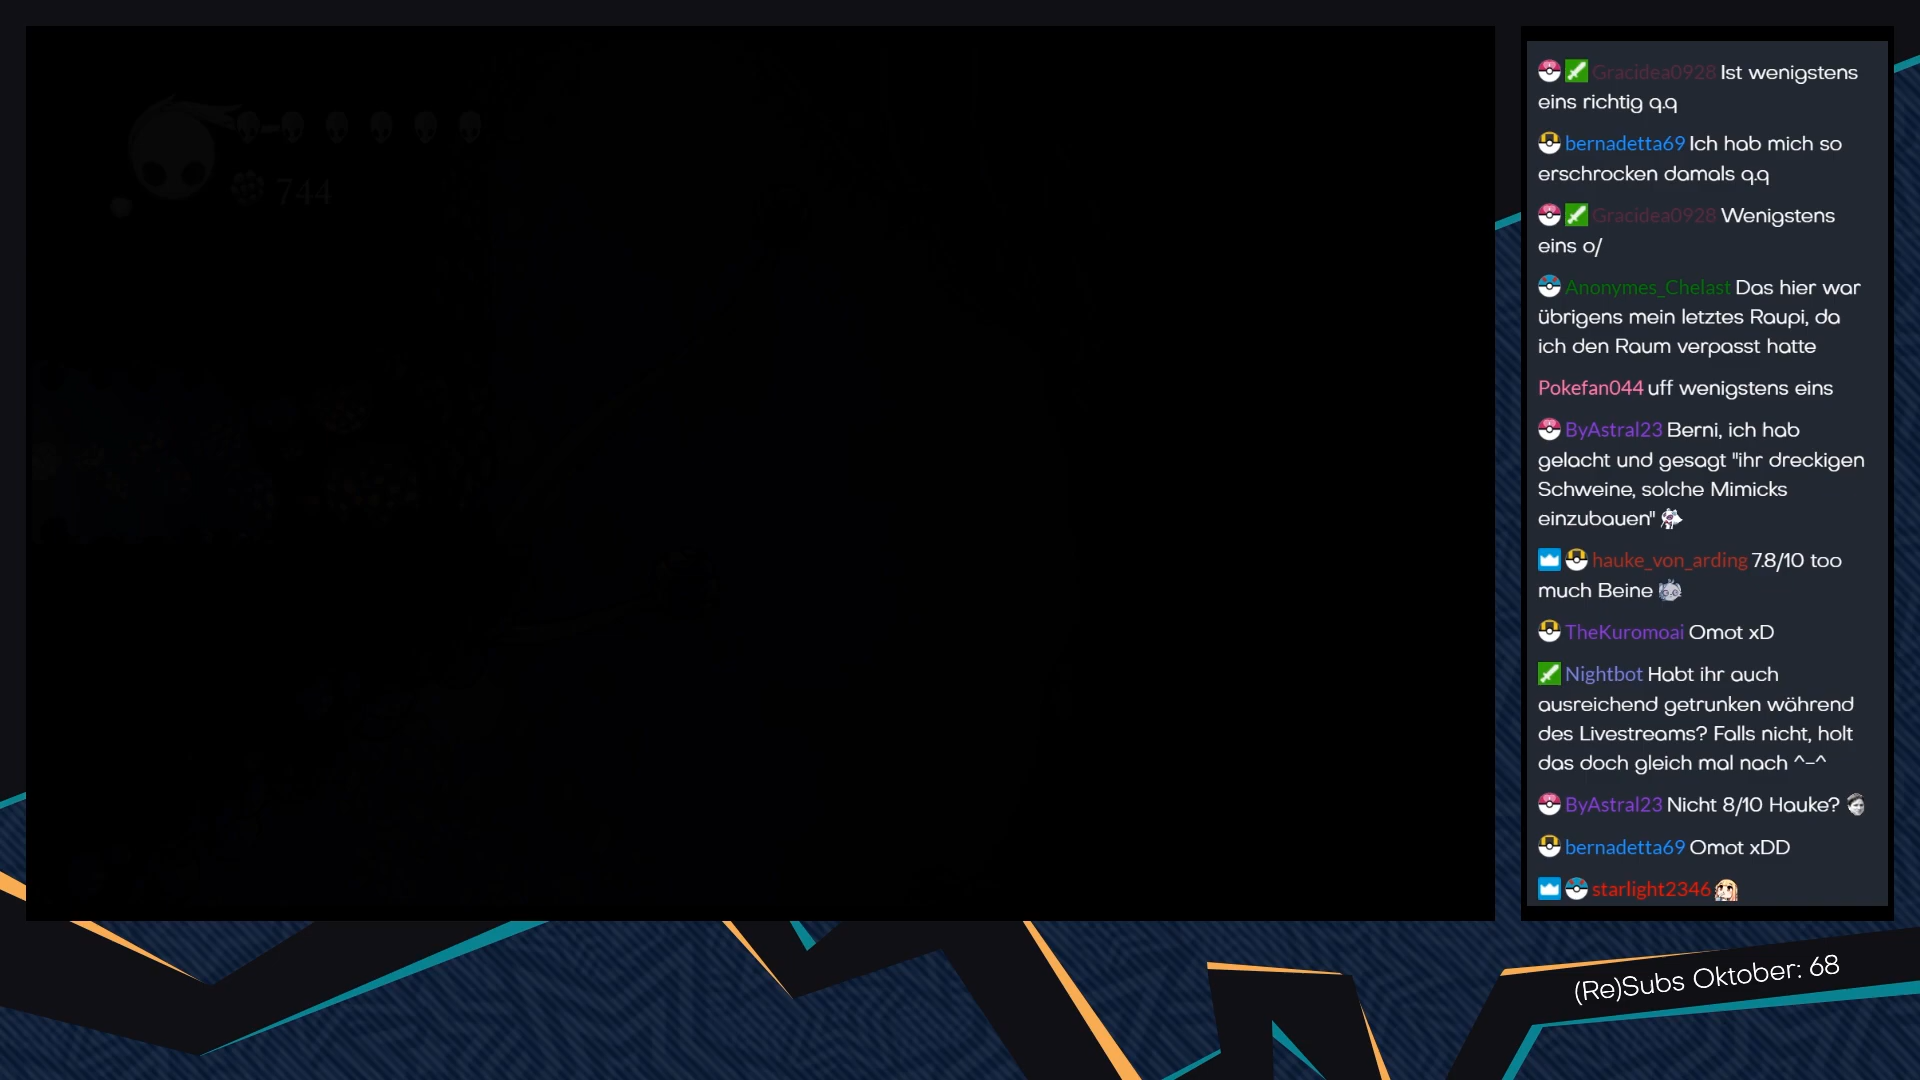 744
Gracidea0928 Ist wenigstens
eins richtig q.q
bernadetta69 Ich hab mich so
erschrocken damals q.q
Gracidea0928 Wenigstens
eins o/
Anonymes_Chelast Das hier war
übrigens mein letztes Raupi, da
ich den Raum verpasst hatte
Pokefan044 uff wenigstens eins
ByAstral23 Berni, ich hab
gelacht und gesagt "ihr dreckigen
Schweine, solche Mimicks
einzubauen"
hauke_von_arding 7.8/10 too
much Beine
TheKuromoai Omot xD
Nightbot Habt ihr auch
ausreichend getrunken während
des Livestreams? Falls nicht, holt
das doch gleich mal nach ^-^
ByAstral23 Nicht 8/10 Hauke?
bernadetta69 Omot xDD
starlight2346
(Re)Subs Oktober: 68